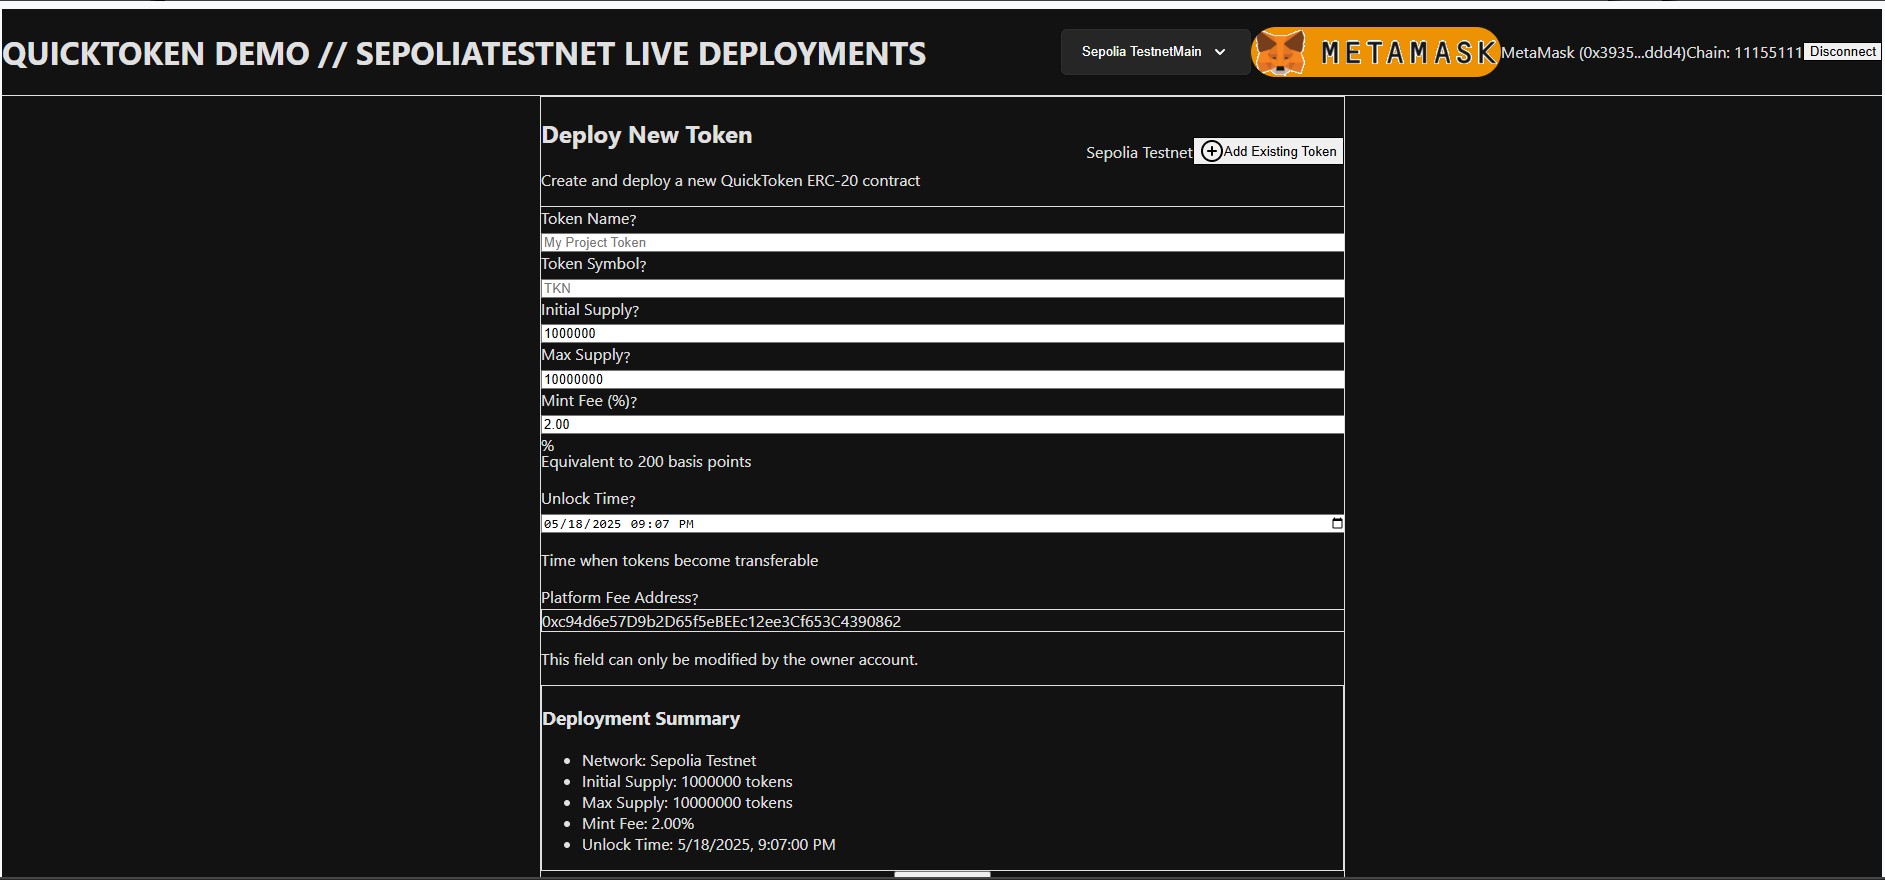 QUICKTOKEN DEMO // SEPOLIATESTNET LIVE DEPLOYMENTS
Sepolia TestnetMain
METAMASK
MetaMask (0x3935...ddd4)Chain: 11155111
Disconnect
Deploy New Token
Sepolia Testnet
Add Existing Token
Create and deploy a new QuickToken ERC-20 contract
Token Name?
My Project Token
Token Symbol?
TKN
Initial Supply?
1000000
Max Supply?
10000000
Mint Fee (%)?
2.00
%
Equivalent to 200 basis points
Unlock Time?
05/18/2025 09:07 PM
Time when tokens become transferable
Platform Fee Address?
0xc94d6e57D9b2D65f5eBEEc12ee3Cf653C4390862
This field can only be modified by the owner account.
Deployment Summary
• Network: Sepolia Testnet
• Initial Supply: 1000000 tokens
• Max Supply: 10000000 tokens
• Mint Fee: 2.00%
• Unlock Time: 5/18/2025, 9:07:00 PM